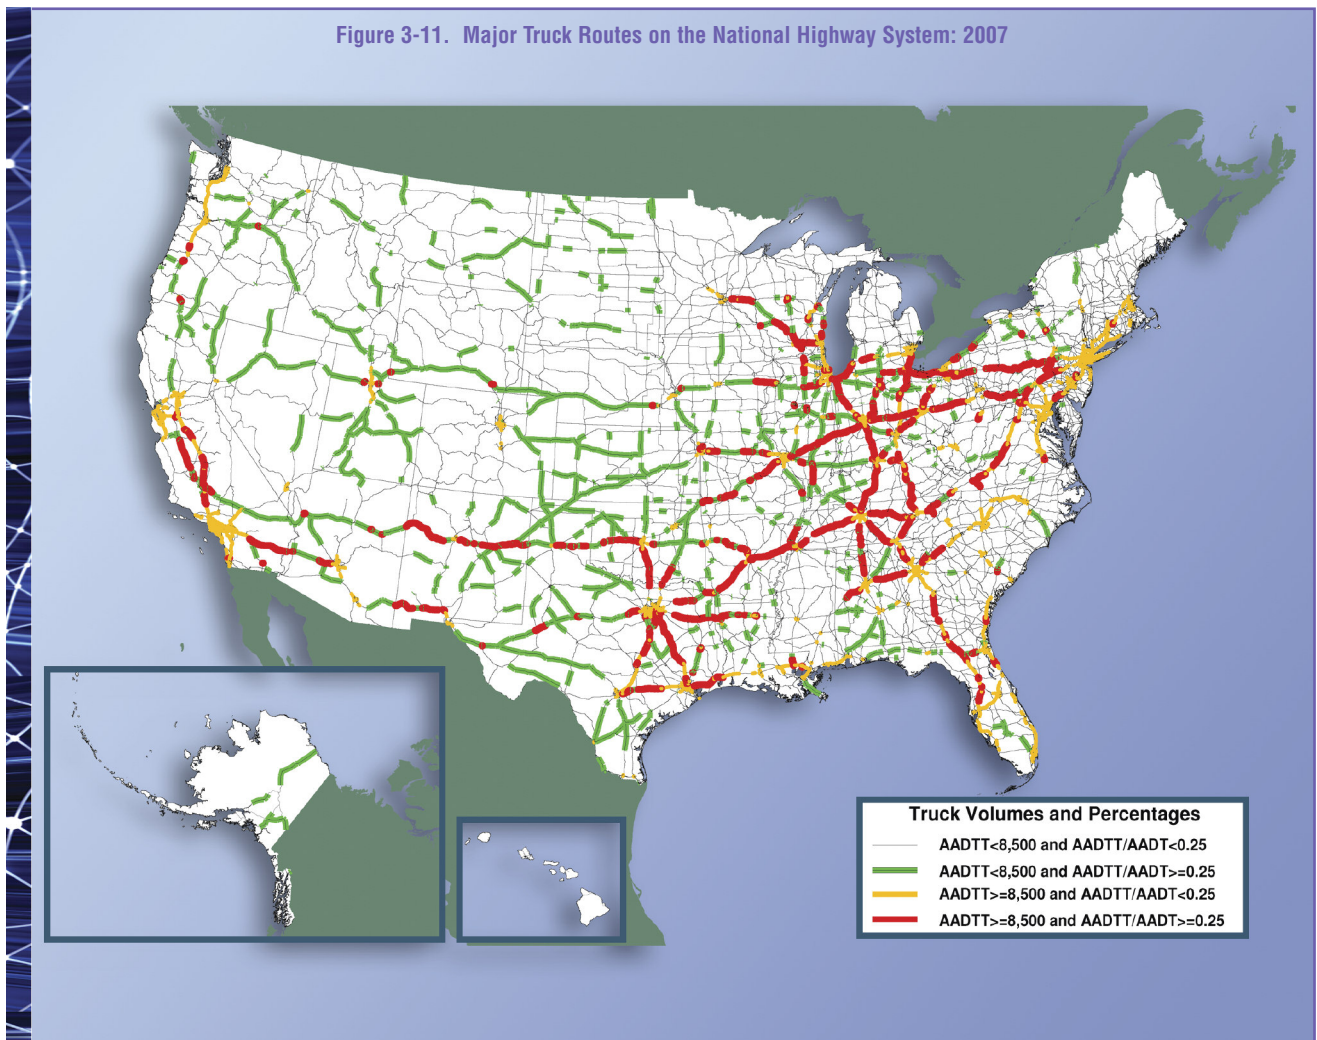 Figure 3-11. Major Truck Routes on the National Highway System: 2007
Truck Volumes and Percentages
AADTT<8,500 and AADTT/AADT<0.25
AADTT<8,500 and AADTT/AADT>=0.25
AADTT>=8,500 and AADTT/AADT<0.25
AADTT>=8,500 and AADTT/AADT>=0.25